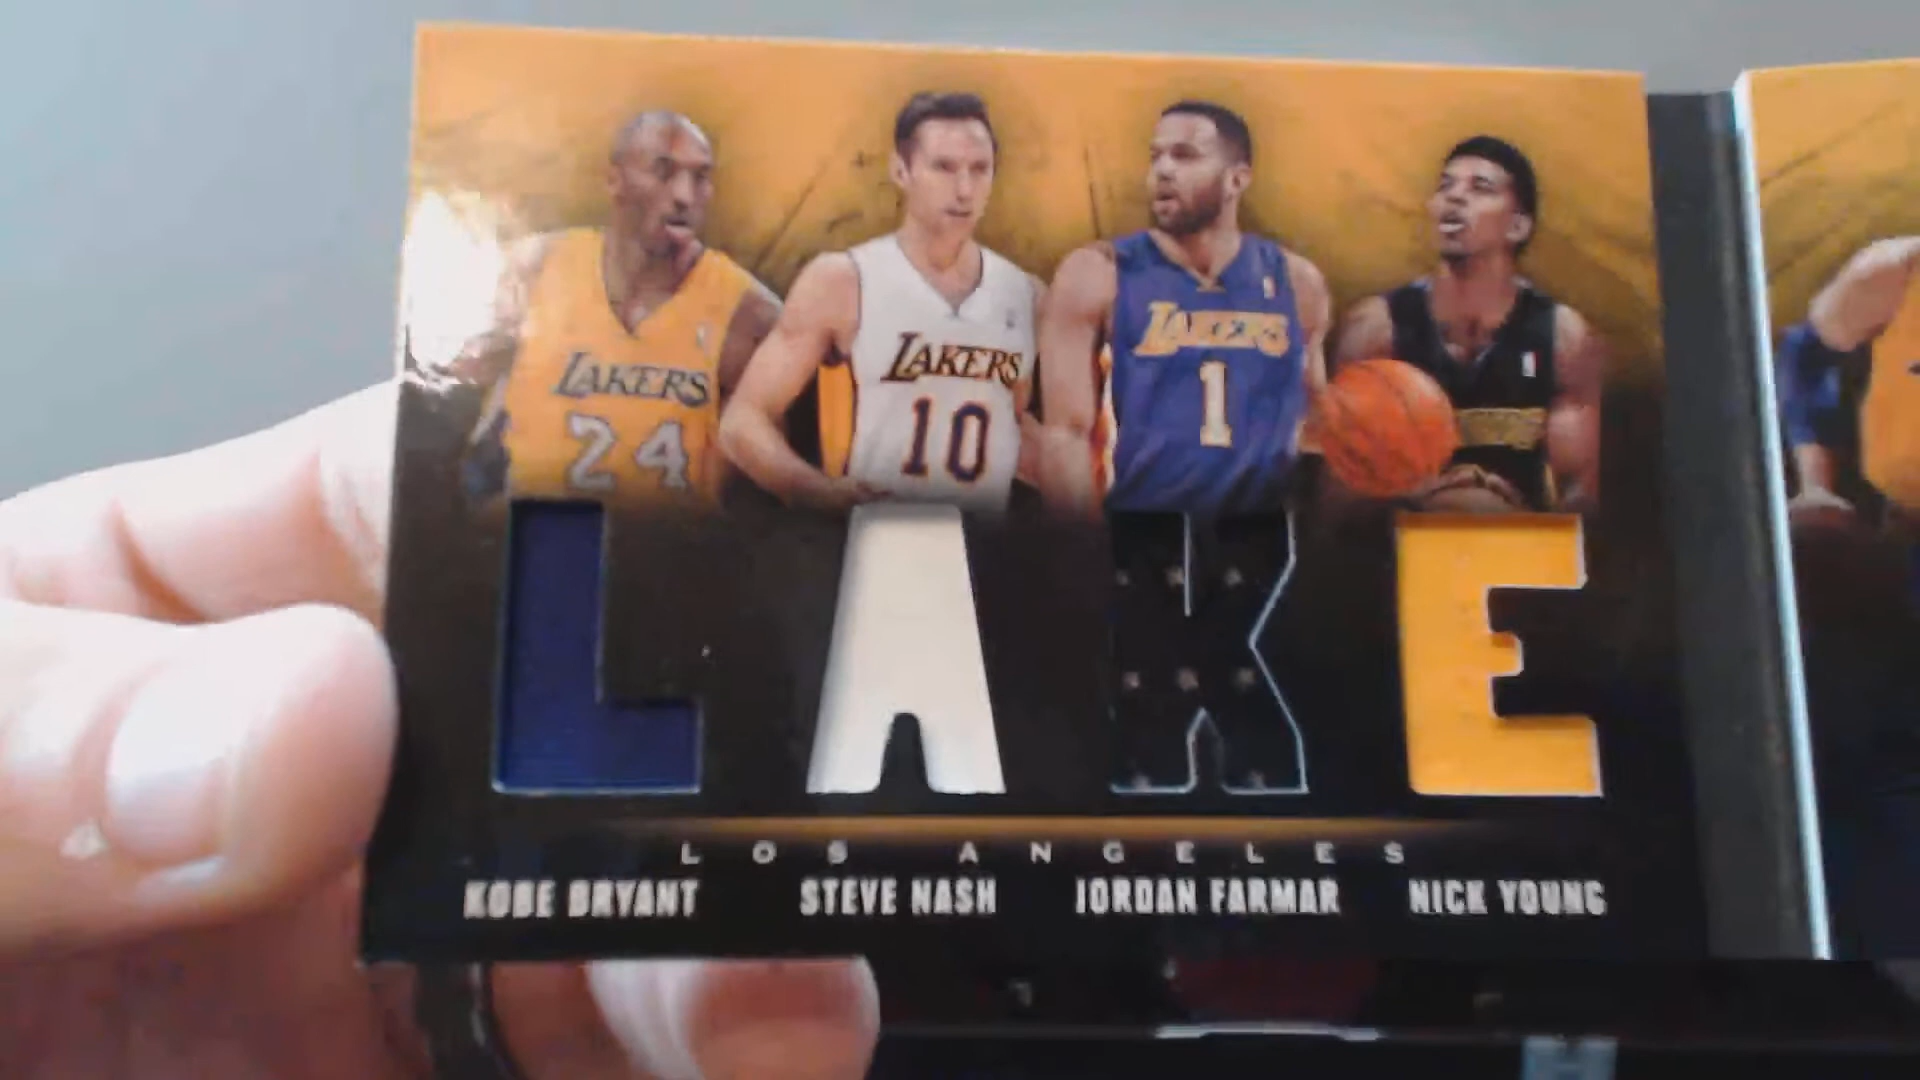 LAKERS
24
LAKERS
10
LAKERS
1
LAKE
LOS ANGELES
KOBE BRYANT STEVE NASH JORDAN FARMAR NICK YOUNG